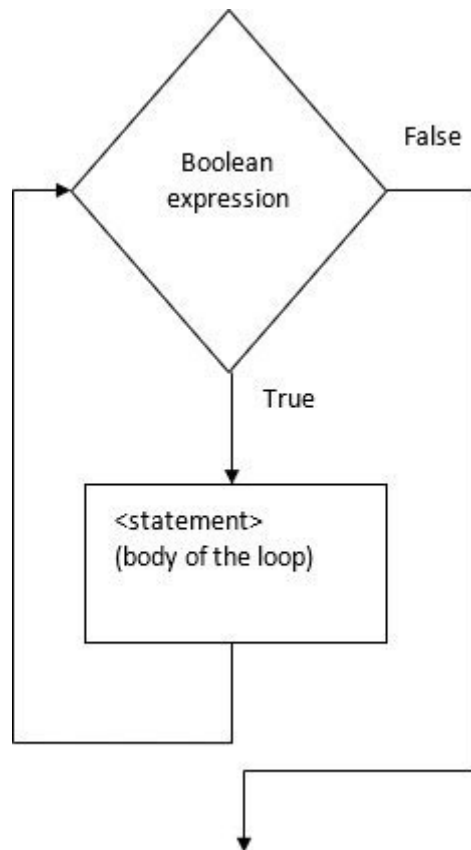 False
Boolean
expression
True
<statement>
(body of the loop)